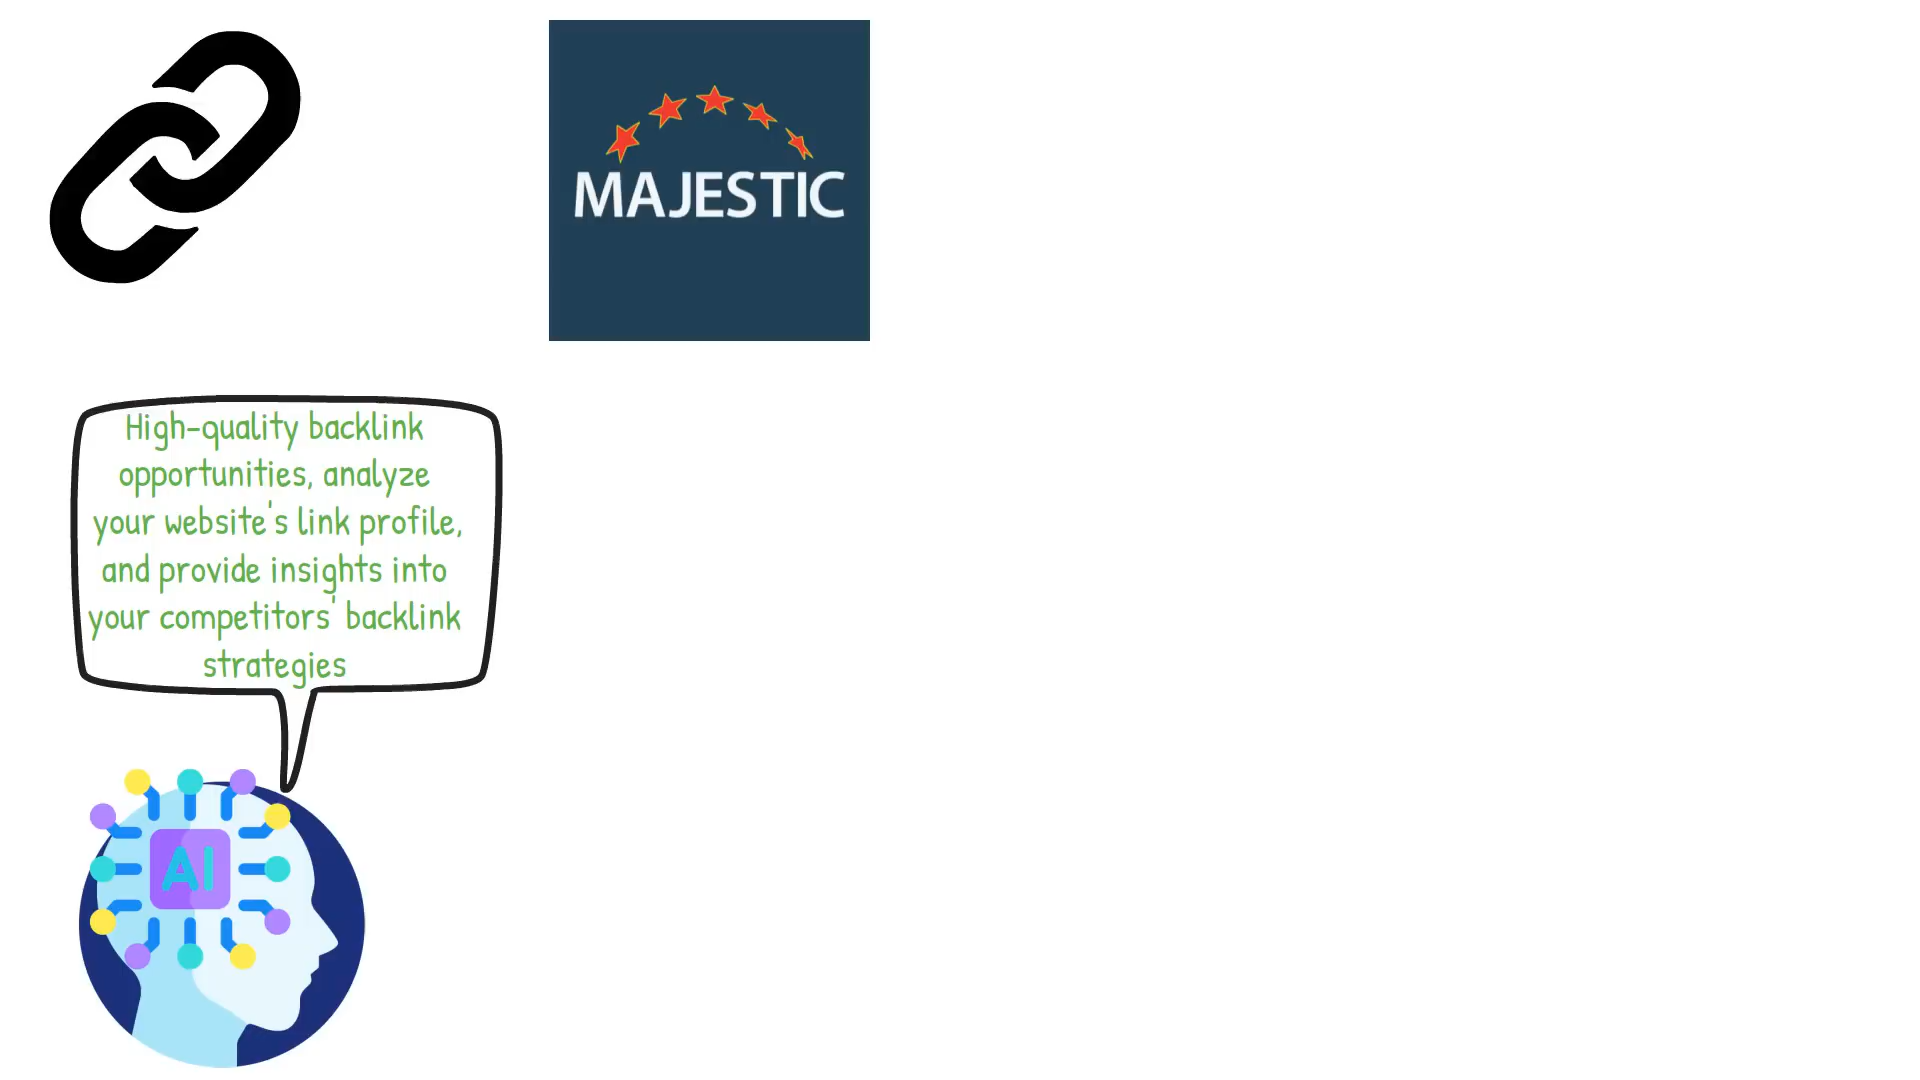 MAJESTIC
High-quality backlink
opportunities, analyze
your website's link profile,
and provide insights into
your competitors' backlink
strategies
AI